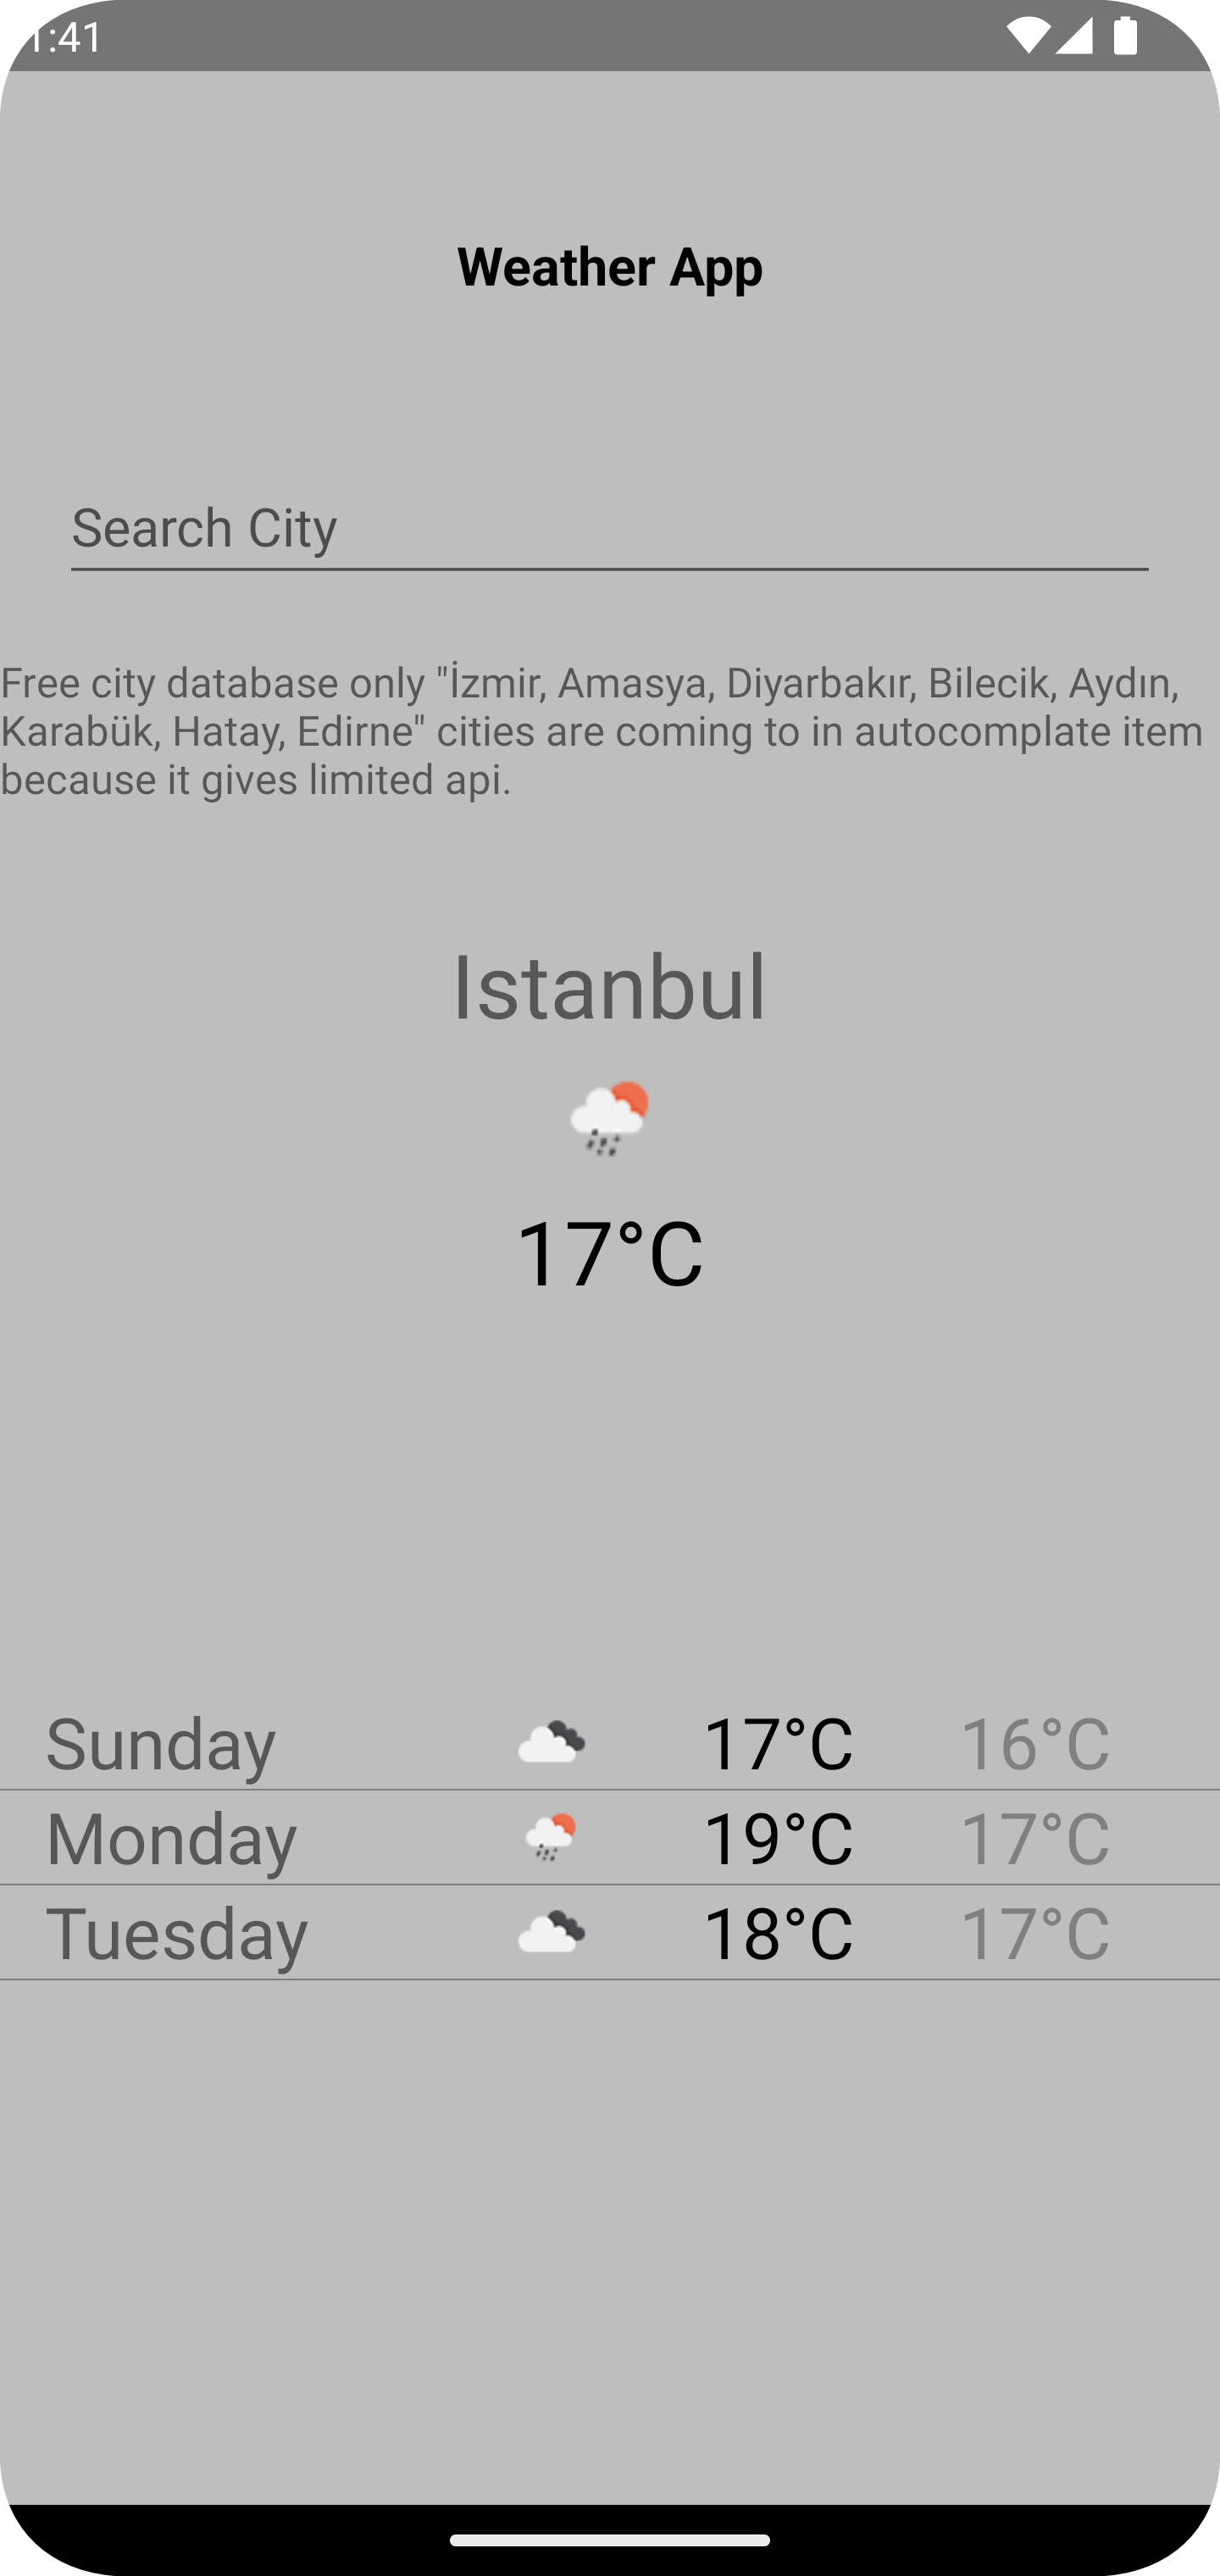 1:41
Weather App
Search City
Free city database only "İzmir, Amasya, Diyarbakır, Bilecik, Aydın,
Karabük, Hatay, Edirne" cities are coming to in autocomplate item
because it gives limited api.
Istanbul
17°C
Sunday 17°C 16°C
Monday 19°C 17°C
Tuesday 18°C 17°C